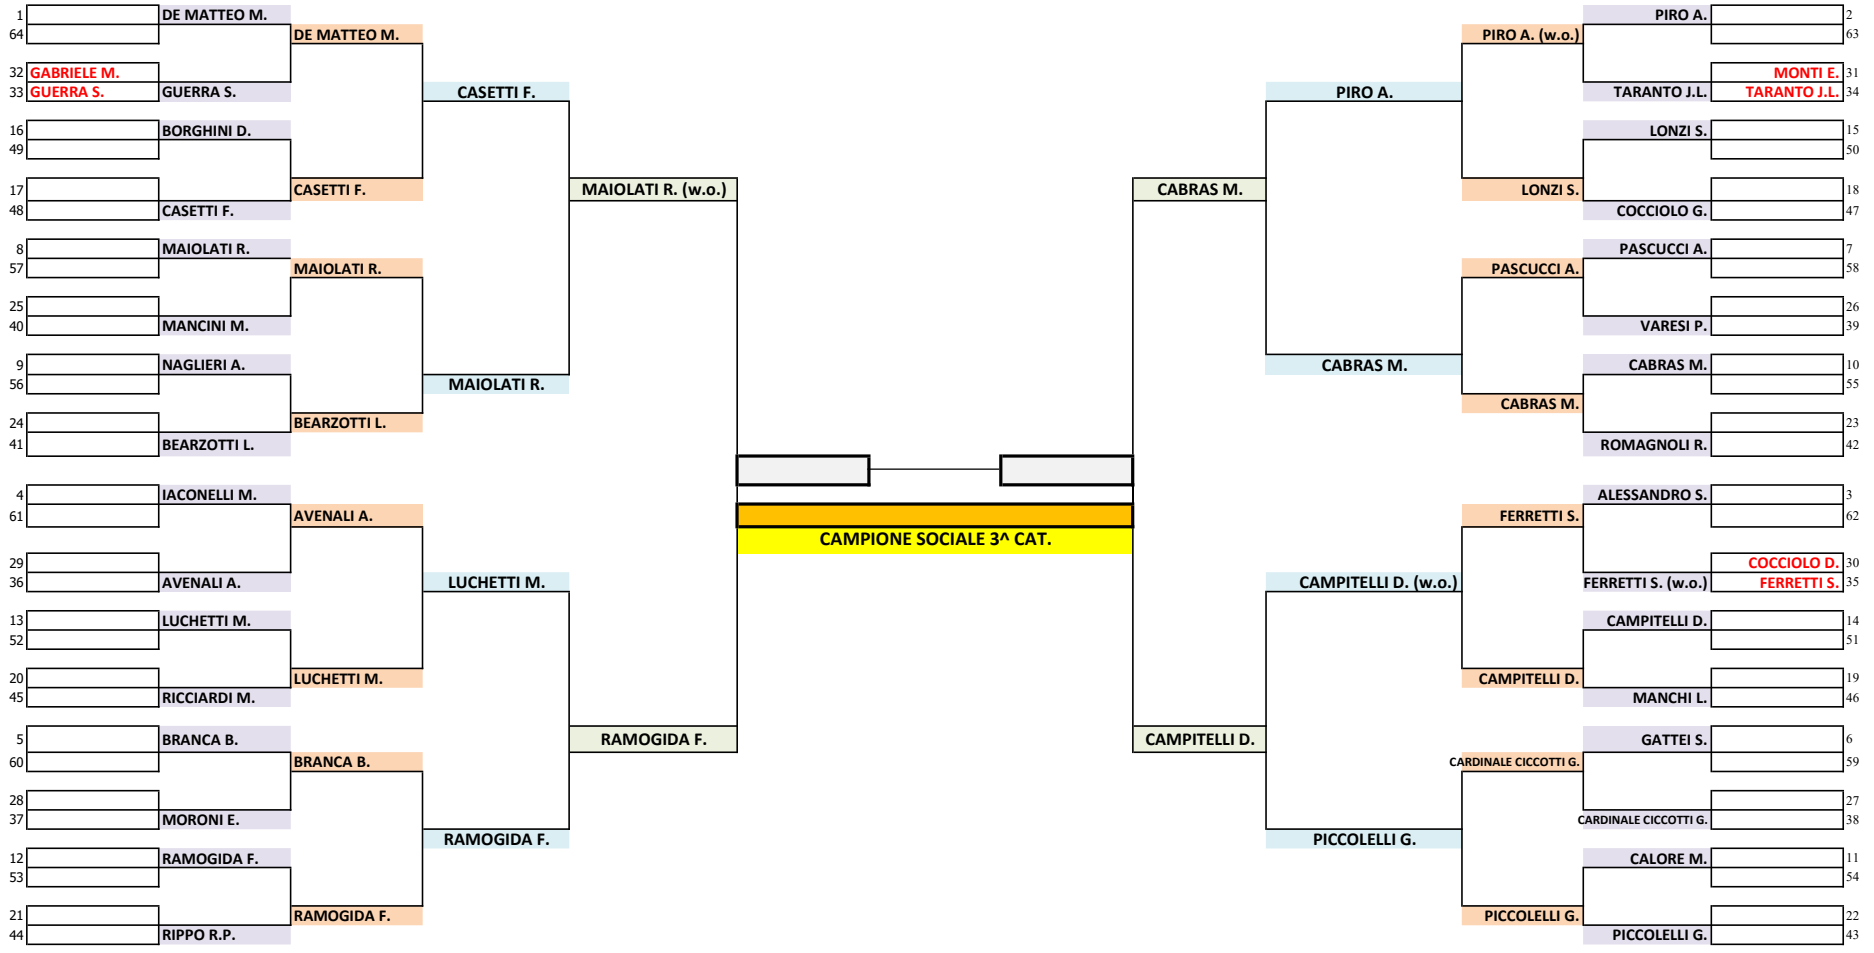 1 DE MATTEO M. PIRO A. 2
64 DE MATTEO M. PIRO A. (w.o.) 63
32 GABRIELE M. MONTI E. 31
33 GUERRA S. GUERRA S. CASETTI F. PIRO A. TARANTO J.L. TARANTO J.L. 34
16 BORGHINI D. LONZI S. 15
49 50
17 CASETTI F. MAIOLATI R. (w.o.) CABRAS M. LONZI S. 18
48 CASETTI F. COCCIOLO G. 47
8 MAIOLATI R. PASCUCCI A. 7
57 MAIOLATI R. PASCUCCI A. 58
25 26
40 MANCINI M. VARESI P. 39
9 NAGLIERI A. CABRAS M. CABRAS M. 10
56 MAIOLATI R. 55
CABRAS M.
24 BEARZOTTI L. 23
41 BEARZOTTI L. ROMAGNOLI R. 42
4 IACONELLI M. ALESSANDRO S. 3
61 AVENALI A. FERRETTI S. 62
CAMPIONE SOCIALE 3^ CAT.
29 COCCIOLO D. 30
36 AVENALI A. LUCHETTI M. CAMPITELLI D. (w.o.) FERRETTI S. (w.o.) FERRETTI S. 35
13 LUCHETTI M. CAMPITELLI D. 14
52 51
20 LUCHETTI M. CAMPITELLI D. 19
45 RICCIARDI M. MANCHI L. 46
5 BRANCA B. RAMOGIDA F. CAMPITELLI D. GATTEI S. 6
60 BRANCA B. CARDINALE CICCOTTI G. 59
28 27
37 MORONI E. CARDINALE CICCOTTI G. 38
RAMOGIDA F. PICCOLELLI G.
12 RAMOGIDA F. CALORE M. 11
53 54
21 RAMOGIDA F. PICCOLELLI G. 22
44 RIPPO R.P. PICCOLELLI G. 43